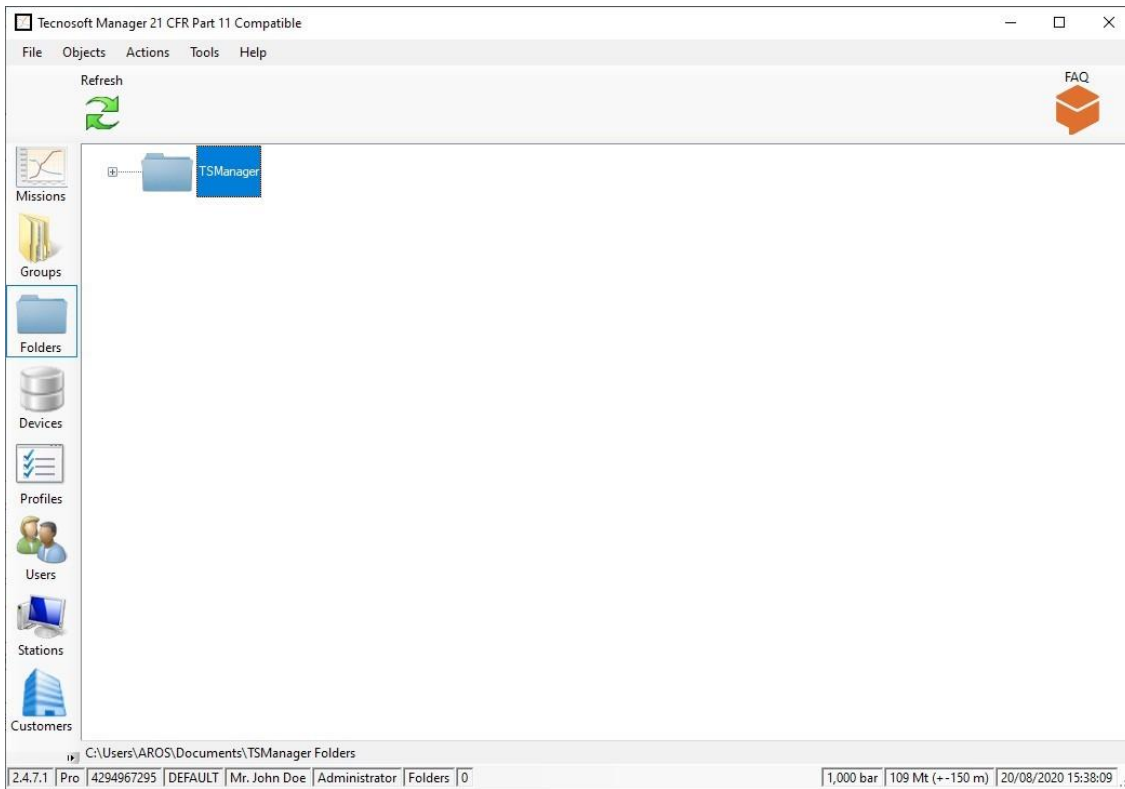 Tecnosoft Manager 21 CFR Part 11 Compatible
File Objects Actions Tools Help
Refresh
FAQ
Missions
TSManager
Groups
Folders
Devices
Profiles
Users
Stations
Customers
C:\Users\AROS\Documents\TSManager Folders
2.4.7.1 Pro 4294967295 DEFAULT Mr. John Doe Administrator Folders 0 1,000 bar 109 Mt (+-150 m) 20/08/2020 15:38:09